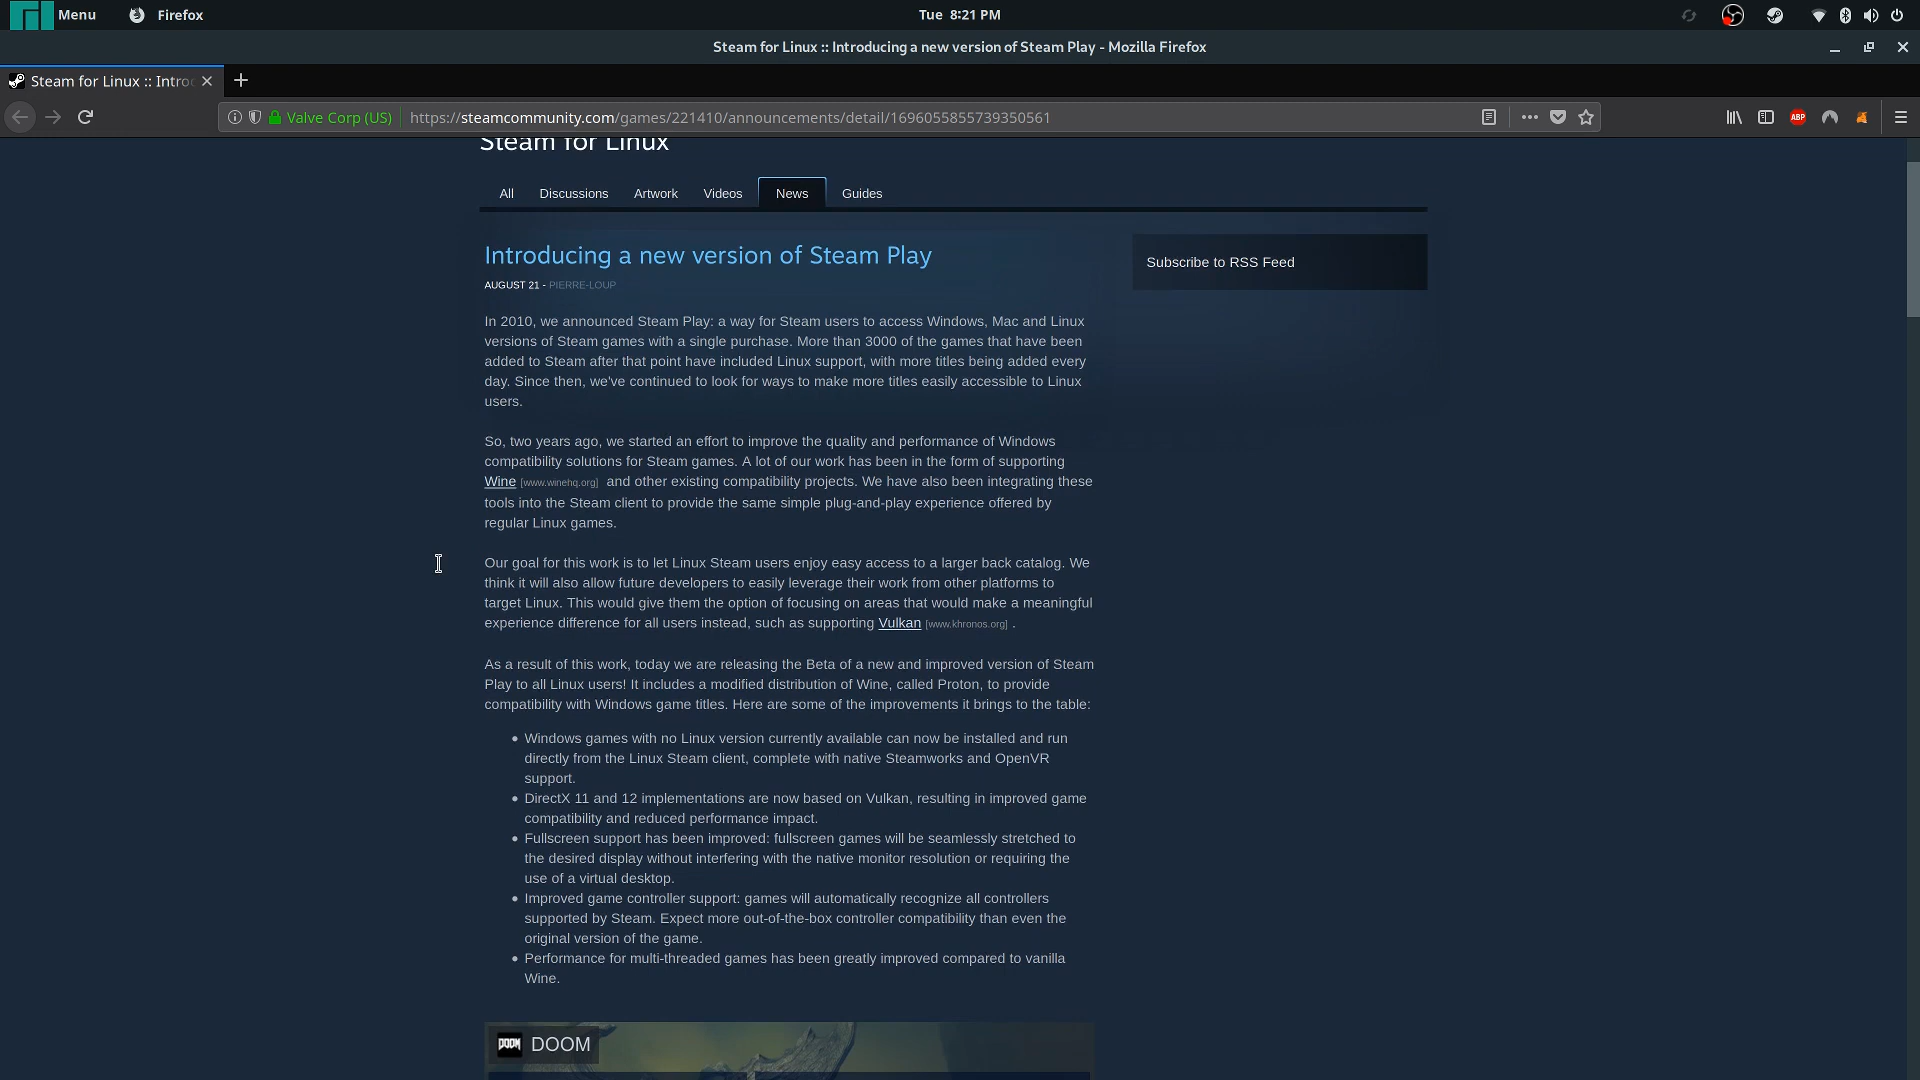 Menu
Firefox
Tue 8:21 PM
Steam for Linux :: Introducing a new version of Steam Play - Mozilla Firefox
Steam for Linux :: Intro
Valve Corp (US)
https://steamcommunity.com/games/221410/announcements/detail/1696055855739350561
ABP
Steam for Linux
All
Discussions
Artwork
Videos
News
Guides
Introducing a new version of Steam Play
AUGUST 21 - PIERRE-LOUP
Subscribe to RSS Feed
In 2010, we announced Steam Play: a way for Steam users to access Windows, Mac and Linux
versions of Steam games with a single purchase. More than 3000 of the games that have been
added to Steam after that point have included Linux support, with more titles being added every
day. Since then, we've continued to look for ways to make more titles easily accessible to Linux
users.
So, two years ago, we started an effort to improve the quality and performance of Windows
compatibility solutions for Steam games. A lot of our work has been in the form of supporting
Wine [www.winehq.org] and other existing compatibility projects. We have also been integrating these
tools into the Steam client to provide the same simple plug-and-play experience offered by
regular Linux games.
Our goal for this work is to let Linux Steam users enjoy easy access to a larger back catalog. We
think it will also allow future developers to easily leverage their work from other platforms to
target Linux. This would give them the option of focusing on areas that would make a meaningful
experience difference for all users instead, such as supporting Vulkan [www.khronos.org] .
As a result of this work, today we are releasing the Beta of a new and improved version of Steam
Play to all Linux users! It includes a modified distribution of Wine, called Proton, to provide
compatibility with Windows game titles. Here are some of the improvements it brings to the table:
• Windows games with no Linux version currently available can now be installed and run
directly from the Linux Steam client, complete with native Steamworks and OpenVR
support.
• DirectX 11 and 12 implementations are now based on Vulkan, resulting in improved game
compatibility and reduced performance impact.
• Fullscreen support has been improved: fullscreen games will be seamlessly stretched to
the desired display without interfering with the native monitor resolution or requiring the
use of a virtual desktop.
• Improved game controller support: games will automatically recognize all controllers
supported by Steam. Expect more out-of-the-box controller compatibility than even the
original version of the game.
• Performance for multi-threaded games has been greatly improved compared to vanilla
Wine.
DOOM
DOOM